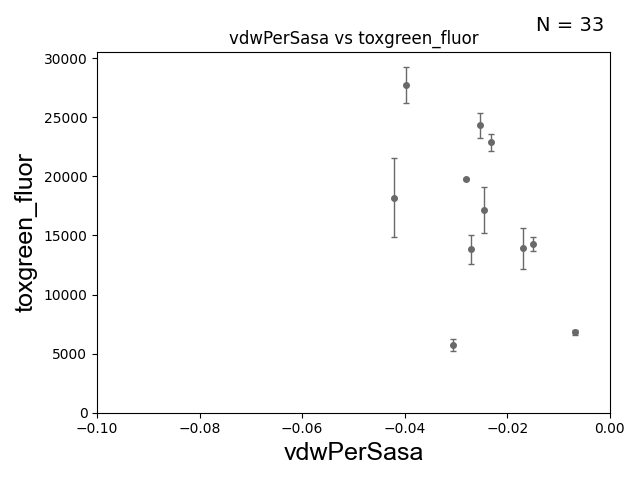 N = 33
vdwPerSasa vs toxgreen_fluor
30000
25000
20000
15000
10000
5000
0
toxgreen_fluor
−0.10 −0.08 −0.06 −0.04 −0.02 0.00
vdwPerSasa